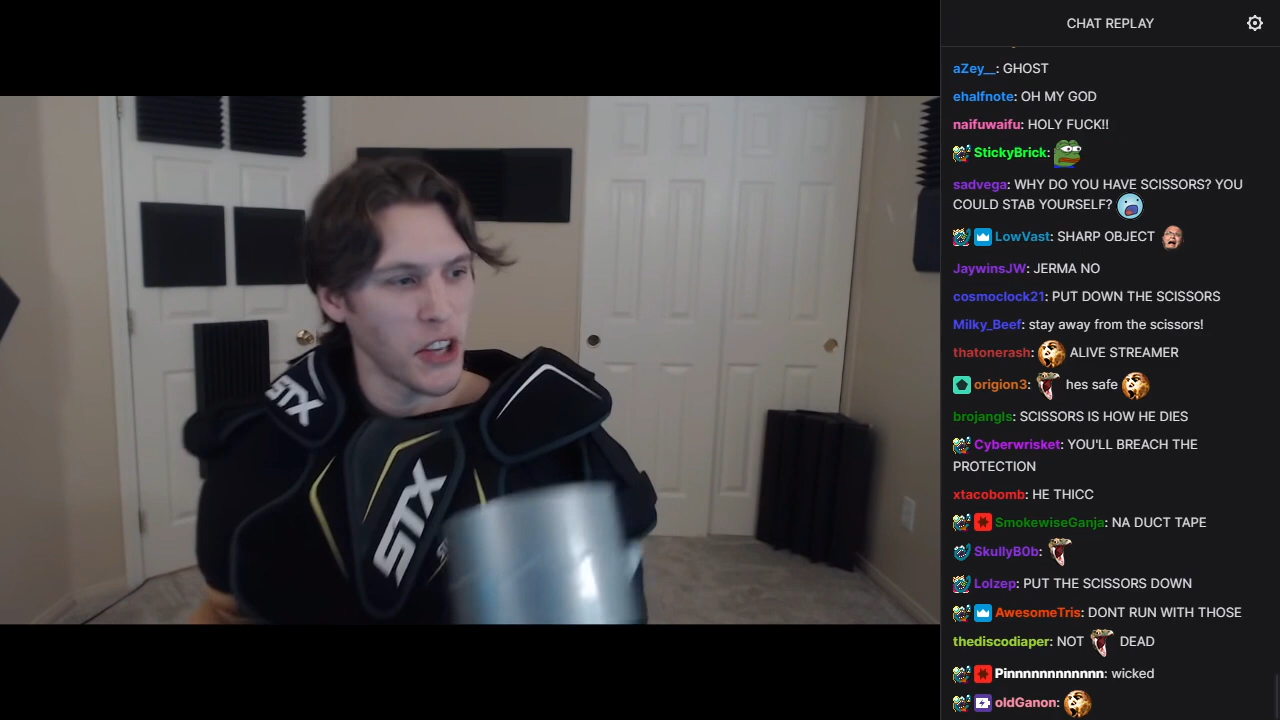 CHAT REPLAY
aZey__: GHOST
ehalfnote: OH MY GOD
naifuwaifu: HOLY FUCK!!
StickyBrick:
sadvega: WHY DO YOU HAVE SCISSORS? YOU
COULD STAB YOURSELF?
LowVast: SHARP OBJECT
JaywinsJW: JERMA NO
cosmoclock21: PUT DOWN THE SCISSORS
Milky_Beef: stay away from the scissors!
thatonerash: ALIVE STREAMER
origion3: hes safe
brojangls: SCISSORS IS HOW HE DIES
Cyberwrisket: YOU'LL BREACH THE
PROTECTION
xtacobomb: HE THICC
SmokewiseGanja: NA DUCT TAPE
SkullyB0b:
Lolzep: PUT THE SCISSORS DOWN
AwesomeTris: DONT RUN WITH THOSE
thediscodiaper: NOT DEAD
Pinnnnnnnnnnnn: wicked
oldGanon:
STX
STX